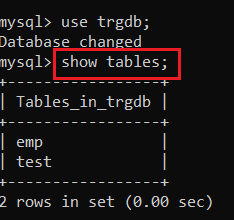 mysql> use trgdb;
Database changed
mysql> show tables;
+-----------------+
| Tables_in_trgdb |
+-----------------+
| emp             |
| test            |
+-----------------+
2 rows in set (0.00 sec)